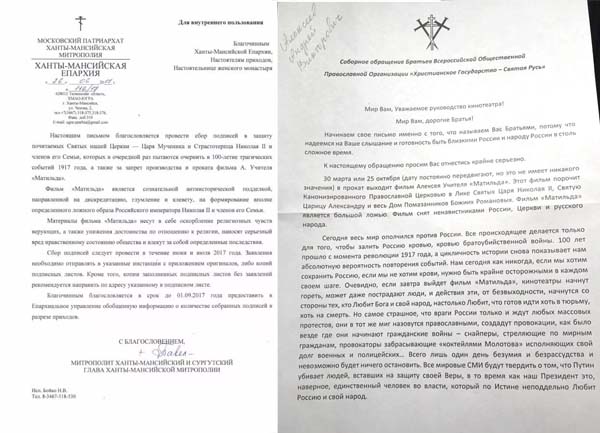 Для внутреннего пользования
МОСКОВСКИЙ ПАТРИАРХАТ
ХАНТЫ-МАНСИЙСКАЯ
МИТРОПОЛИЯ
ХАНТЫ-МАНСИЙСКАЯ
ЕПАРХИЯ
Благочинным
Ханты-Мансийской Епархии,
Настоятелям приходов,
Настоятельнице женского монастыря
Настоящим письмом благословляется провести сбор подписей в защиту
почитаемых Святых нашей Церкви — Царя Мученика и Страстотерпца Николая II и
членов его Семьи, которых в очередной раз пытаются очернить в 100-летие трагических
событий 1917 года, а также за запрет производства и проката фильма А. Учителя
«Матильда».
Фильм «Матильда» является сознательной антиисторической подделкой,
направленной на дискредитацию, глумление и клевету, на формирование вполне
определенного ложного образа Российского императора Николая II и членов его Семьи.
Материалы фильма «Матильда» несут в себе оскорбление религиозных чувств
верующих, а также унижения достоинства по отношению к религии, наносят серьезный
вред нравственному состоянию общества и влекут за собой определенные последствия.
Сбор подписей следует провести в течение июня и июля 2017 года. Заявления
необходимо отправлять в указанные инстанции с приложением оригиналов, либо копий
подписных листов. Кроме того, копии заполненных подписных листов без заявлений
рекомендуется направить по адресу указанному в подписном листе.
Благочинным благословляется в срок до 01.09.2017 года предоставить в
Епархиальное управление обобщенную информацию о количестве собранных подписей в
разрезе приходов.
С БЛАГОСЛОВЕНИЕМ,
МИТРОПОЛИТ ХАНТЫ-МАНСИЙСКИЙ И СУРГУТСКИЙ
ГЛАВА ХАНТЫ-МАНСИЙСКОЙ МИТРОПОЛИИ
Исп. Бойко Н.В.
Тел. 8-3467-318-530
Соборное обращение Братьев Всероссийской Общественной
Православной Организации «Христианское Государство – Святая Русь»
Мир Вам, Уважаемое руководство кинотеатра!
Мир Вам, дорогие Братья!
Начинаем свое письмо именно с того, что называем Вас Братьями, потому что
надеемся на Ваше слышание и готовность быть близкими России и народу России в столь
сложное время.
К настоящему обращению просим Вас отнестись крайне серьезно.
30 марта или 25 октября (дату постоянно передвигают, но это не имеет никакого
значения) в прокат выходит фильм Алексея Учителя «Матильда». Этот фильм порочит
Канонизированного Православной Церковью в Лике Святых Царя Николая II, Святую
Царицу Александру и весь Дом Помазанников Божиих Романовых. Фильм «Матильда»
является большой ложью. Фильм снят ненавистниками России, Церкви и русского
народа.
Сегодня весь мир ополчился против России. Все происходящее делается только
для того, чтобы залить Россию кровью, кровью братоубийственной войны. 100 лет
прошло с момента революции 1917 года, а цикличность истории снова показывает нам
абсолютную вероятность повторения событий. Нам сегодня как никогда, если мы хотим
сохранить Россию, если мы не хотим крови, нужно быть крайне осторожными в каждом
своем шаге. Очевидно, если завтра выйдет фильм «Матильда», кинотеатры начнут
гореть, может даже пострадают люди, и действия эти, от безвыходности, начнутся со
стороны тех, кто Любит Бога и свой народ, настолько Любит, что готов идти хоть в тюрьму,
хоть на смерть. Но самое страшное, что враги России только и ждут любых массовых
протестов, они в тот же миг назовутся православными, создадут провокации, как было
везде где они начинают гражданские войны – снайперы, стреляющие по мирным
гражданам, провокаторы забрасывающие «коктейлями Молотова» исполняющих свой
долг военных и полицейских... Всего лишь один день безумия и безрассудства и
невозможно будет ничего остановить. Все мировые СМИ будут твердить о том, что Путин
убивает людей, вставших на защиту своей Веры, в то время как наш Президент это,
наверное, единственный человек во власти, который по Истине неподдельно Любит
Россию и свой народ.